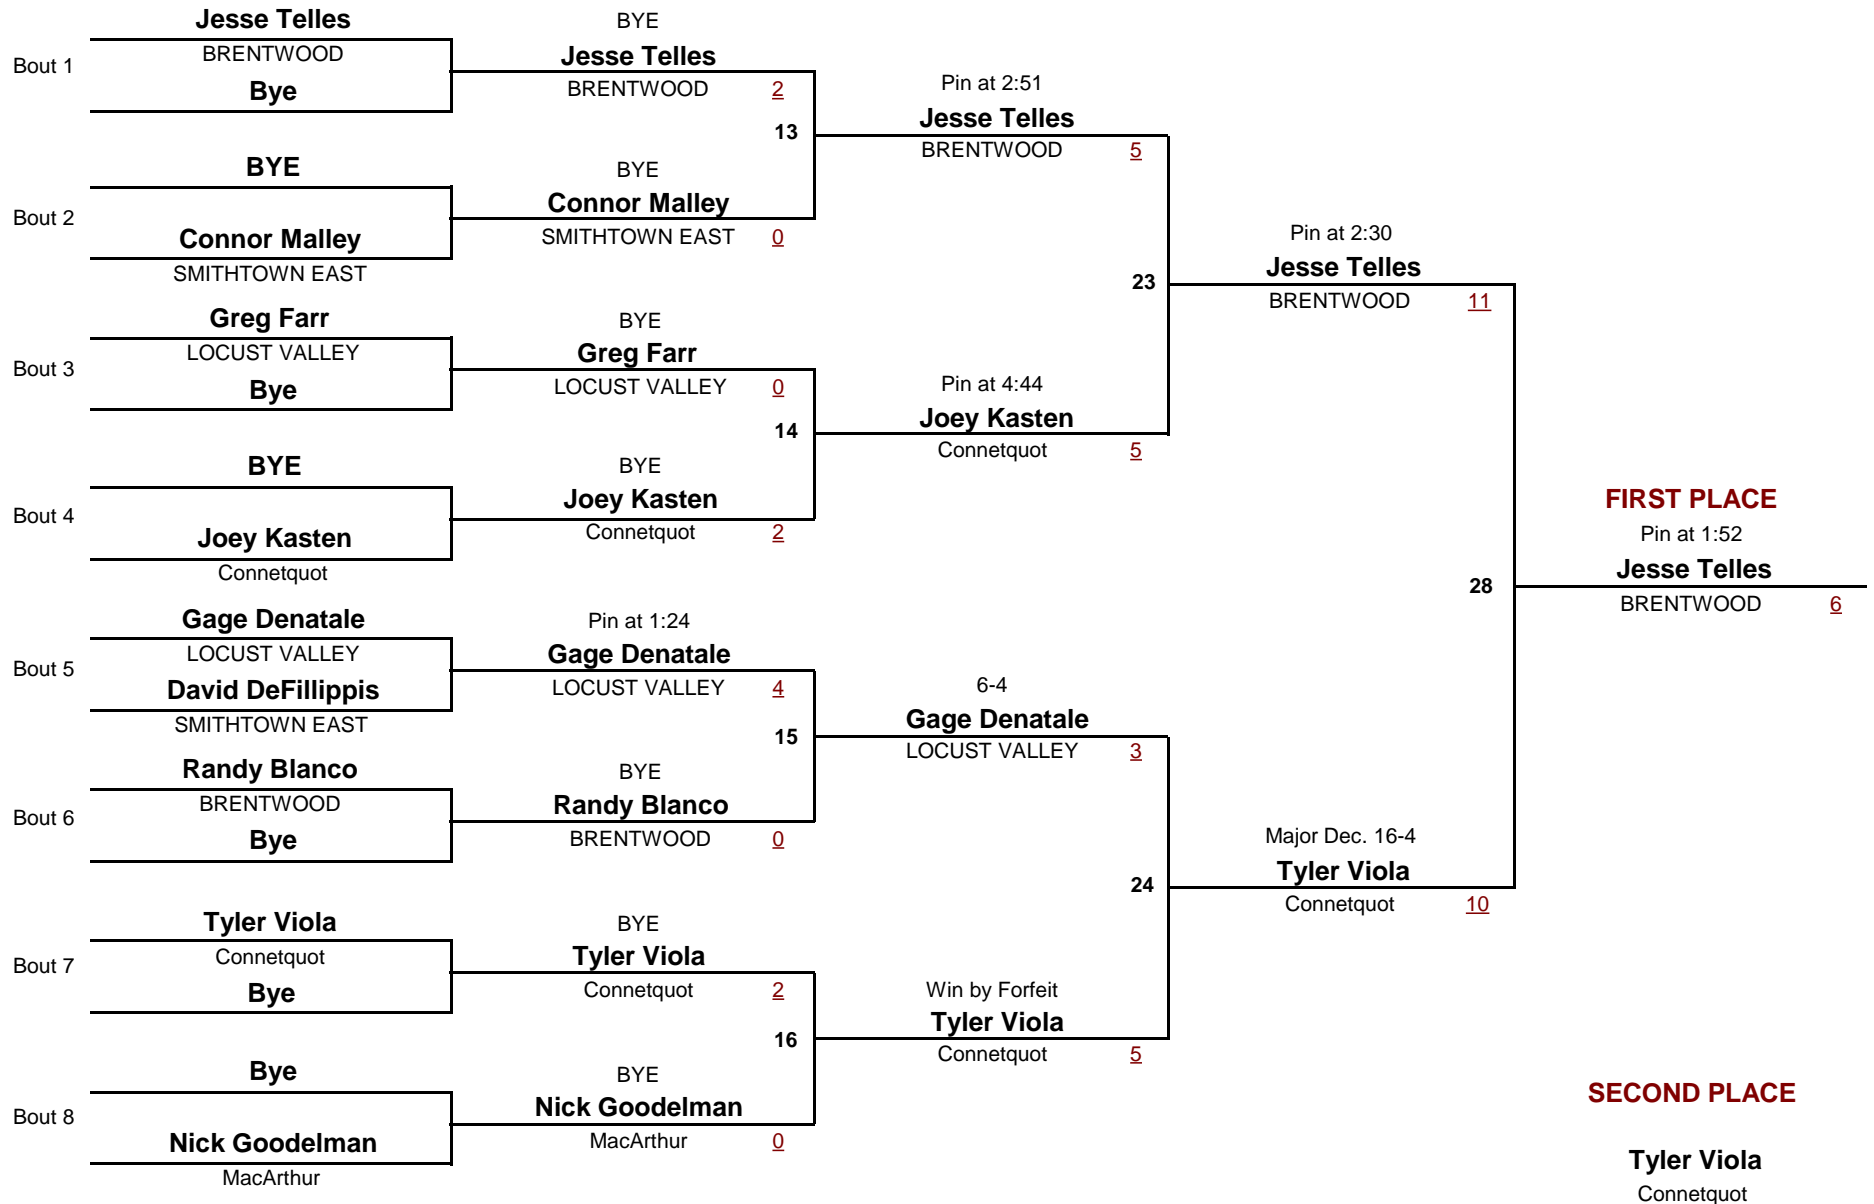 Jesse Telles
Bout 1
BRENTWOOD
Bye
BYE
Bout 2
Connor Malley
SMITHTOWN EAST
Greg Farr
Bout 3
LOCUST VALLEY
Bye
BYE
Bout 4
Joey Kasten
Connetquot
Gage Denatale
Bout 5
LOCUST VALLEY
David DeFillippis
SMITHTOWN EAST
Randy Blanco
Bout 6
BRENTWOOD
Bye
Tyler Viola
Bout 7
Connetquot
Bye
Bye
Bout 8
Nick Goodelman
MacArthur
BYE
Jesse Telles
BRENTWOOD 2
13
BYE
Connor Malley
SMITHTOWN EAST 0
BYE
Greg Farr
LOCUST VALLEY 0
14
BYE
Joey Kasten
Connetquot 2
Pin at 1:24
Gage Denatale
LOCUST VALLEY 4
15
BYE
Randy Blanco
BRENTWOOD 0
BYE
Tyler Viola
Connetquot 2
16
BYE
Nick Goodelman
MacArthur 0
Pin at 2:51
Jesse Telles
BRENTWOOD 5
23
Pin at 4:44
Joey Kasten
Connetquot 5
6-4
Gage Denatale
LOCUST VALLEY 3
24
Win by Forfeit
Tyler Viola
Connetquot 5
Pin at 2:30
Jesse Telles
BRENTWOOD 11
28
Major Dec. 16-4
Tyler Viola
Connetquot 10
FIRST PLACE
Pin at 1:52
Jesse Telles
BRENTWOOD 6
SECOND PLACE
Tyler Viola
Connetquot